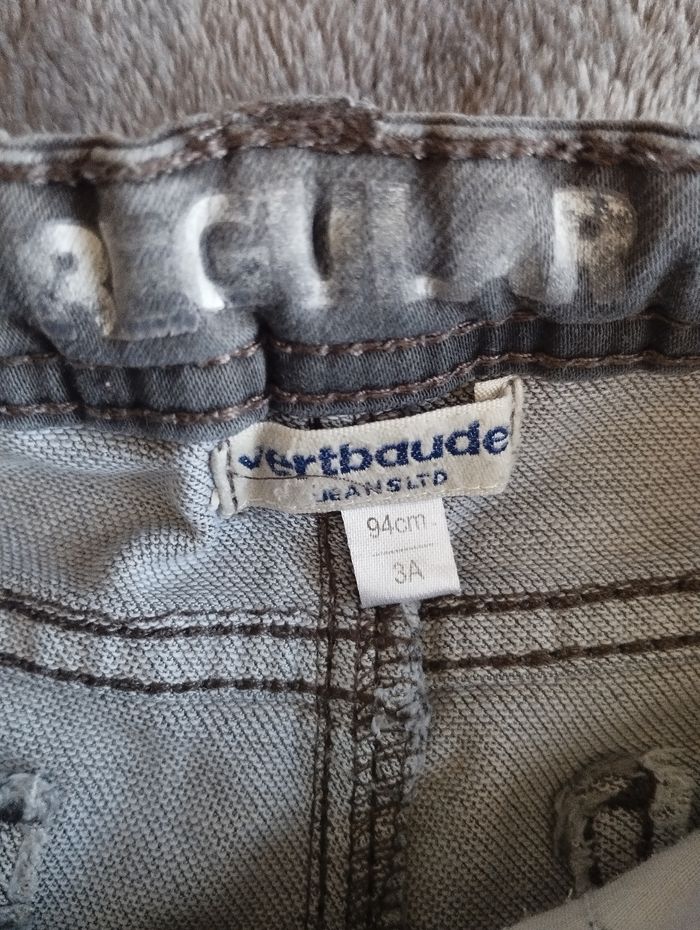 vertbaudet
JEANS LTD
94cm
3A